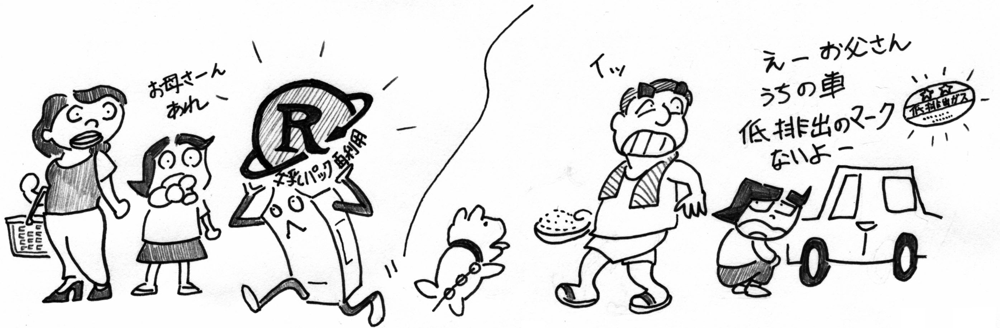 お母さーん
あれ
R
牛乳パック再利用
イッ
えーお父さん
うちの車
低排出のマーク
ないよー
☆☆
低排出ガス